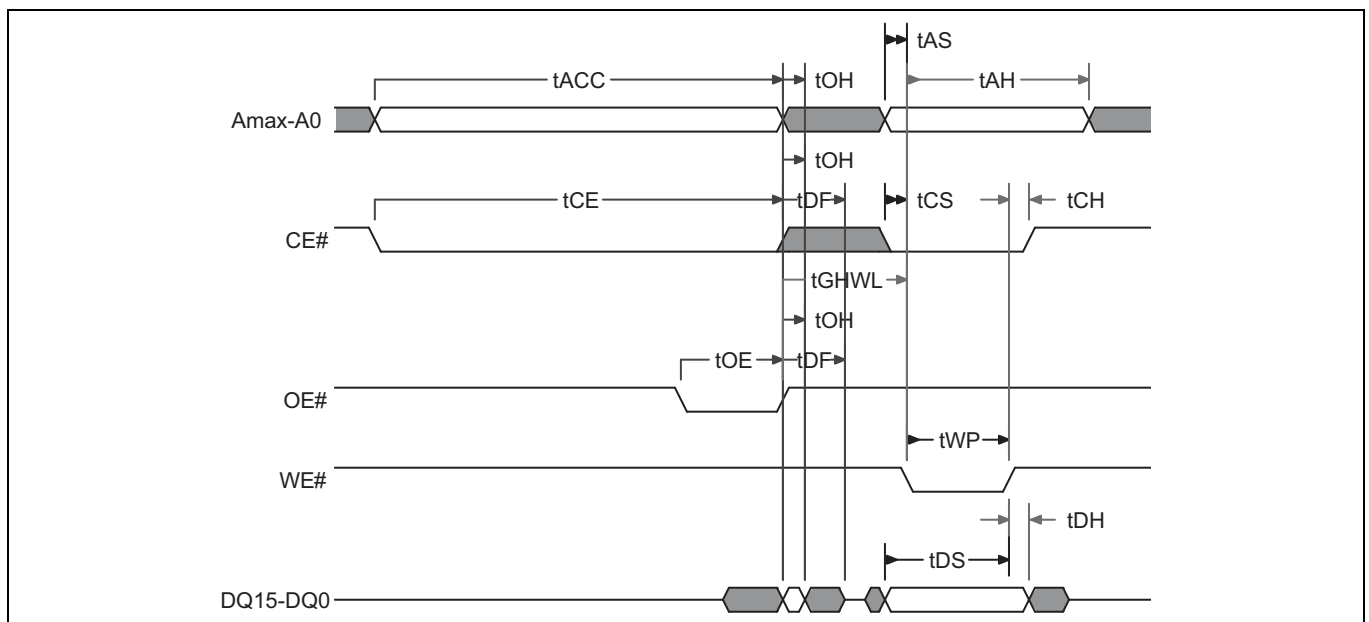 tAS
tACC
tOH
tAH
Amax-A0
tOH
tCE
tDF
tCS
tCH
CE#
tGHWL
tOH
tOE
tDF
OE#
tWP
WE#
tDH
tDS
DQ15-DQ0